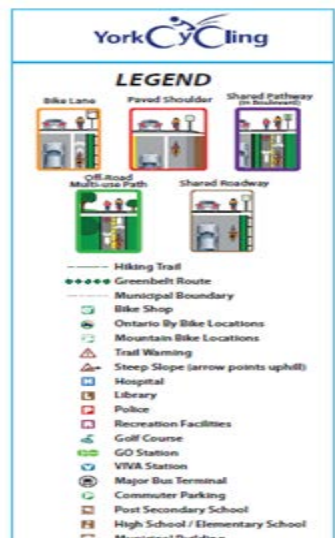 York CyCling
LEGEND
Bike Lane
Paved Shoulder
Shared Pathway
(in Boulevard)
Off-Road
Multi-use Path
Shared Roadway
Hiking Trail
Greenbelt Route
Municipal Boundary
Bike Shop
Ontario By Bike Locations
Mountain Bike Locations
Trail Warning
Steep Slope (arrow points uphill)
H Hospital
L Library
Police
Recreation Facilities
Golf Course
GO Station
VIVA Station
Major Bus Terminal
Commuter Parking
Post Secondary School
High School / Elementary School
Municipal Building